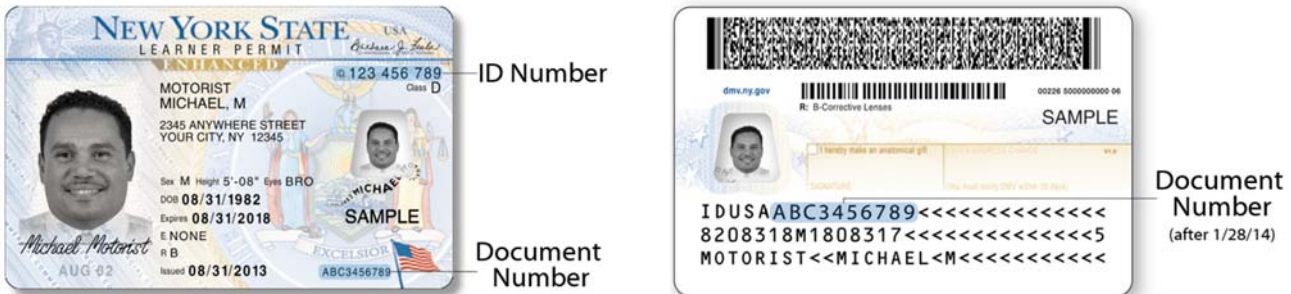 NEW YORK STATE USA
LEARNER PERMIT
ENHANCED
ID 123 456 789
ID Number
MOTORIST
Class D
MICHAEL, M
2345 ANYWHERE STREET
YOUR CITY, NY 12345
Sex M Height 5'-08" Eyes BRO
DOB 08/31/1982
MICHAEL
Expires 08/31/2018
SAMPLE
E NONE
R B
Michael Motorist
EXCELSIOR
AUG 82
Issued 08/31/2013
ABC3456789
Document
Number
dmv.ny.gov
00226 5000000000 06
R: B-Corrective Lenses
SAMPLE
I hereby make an anatomical gift
SIGNATURE
IDUSAABC3456789<<<<<<<<<<<<<<<
8208318M1808317<<<<<<<<<<<<<<5
MOTORIST<<MICHAEL<M<<<<<<<<<<<
Document
Number
(after 1/28/14)